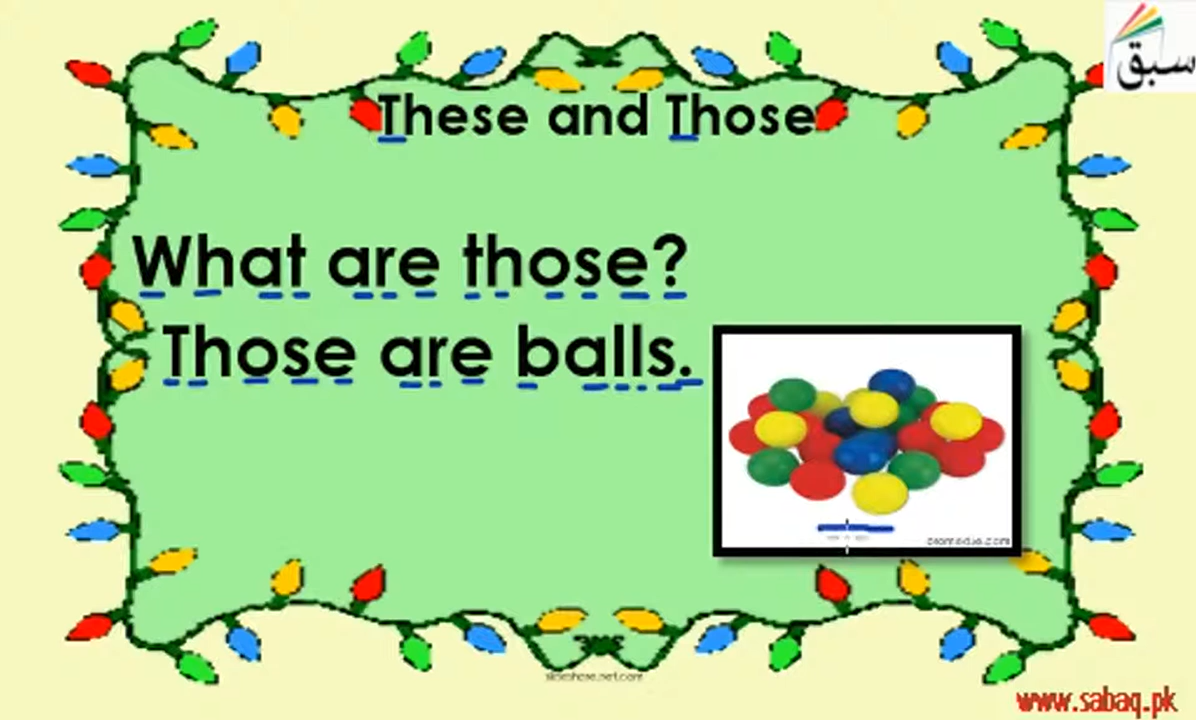 سبق
These and Those
What are those?
Those are balls.
www.sabaq.pk